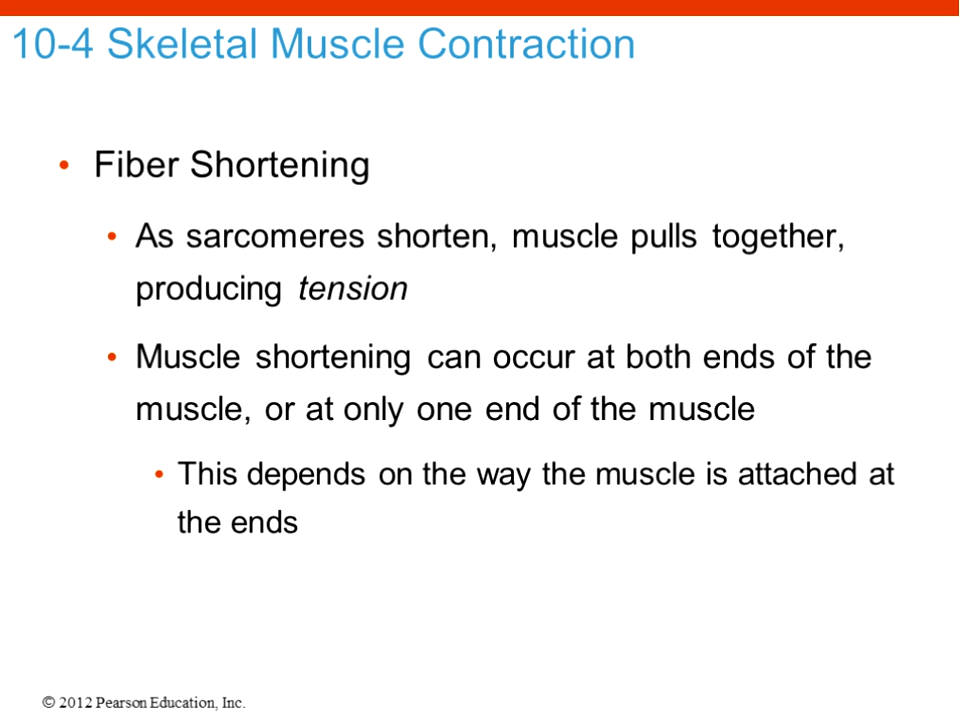 10-4 Skeletal Muscle Contraction
• Fiber Shortening
• As sarcomeres shorten, muscle pulls together,
producing tension
• Muscle shortening can occur at both ends of the
muscle, or at only one end of the muscle
• This depends on the way the muscle is attached at
the ends
© 2012 Pearson Education, Inc.